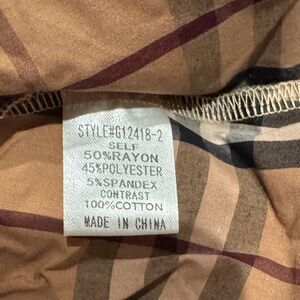 STYLE#G12418-2
SELF
50%RAYON
45%POLYESTER
5%SPANDEX
CONTRAST
100%COTTON
MADE IN CHINA